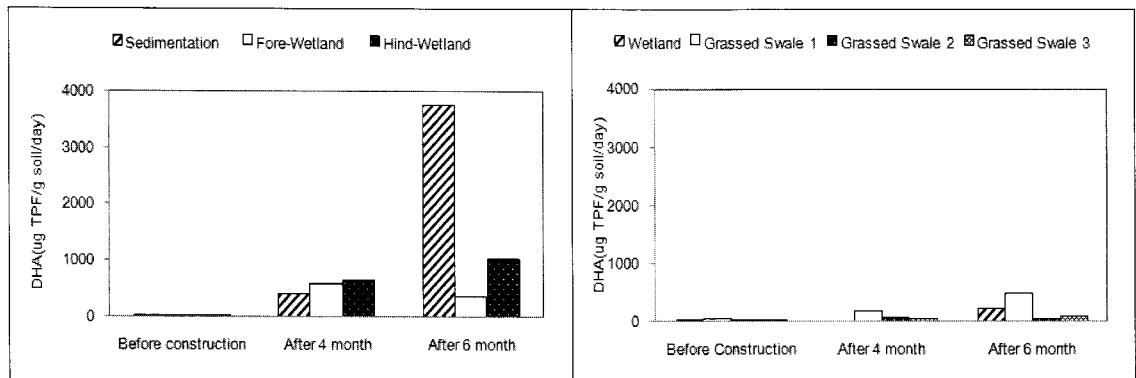 Sedimentation Fore-Wetland Hind-Wetland
DHA(ug TPF/g soil/day)
4000
3000
2000
1000
0
Before construction After 4 month After 6 month
Wetland Grassed Swale 1 Grassed Swale 2 Grassed Swale 3
DHA(ug TPF/g soil/day)
4000
3000
2000
1000
0
Before Construction After 4 month After 6 month